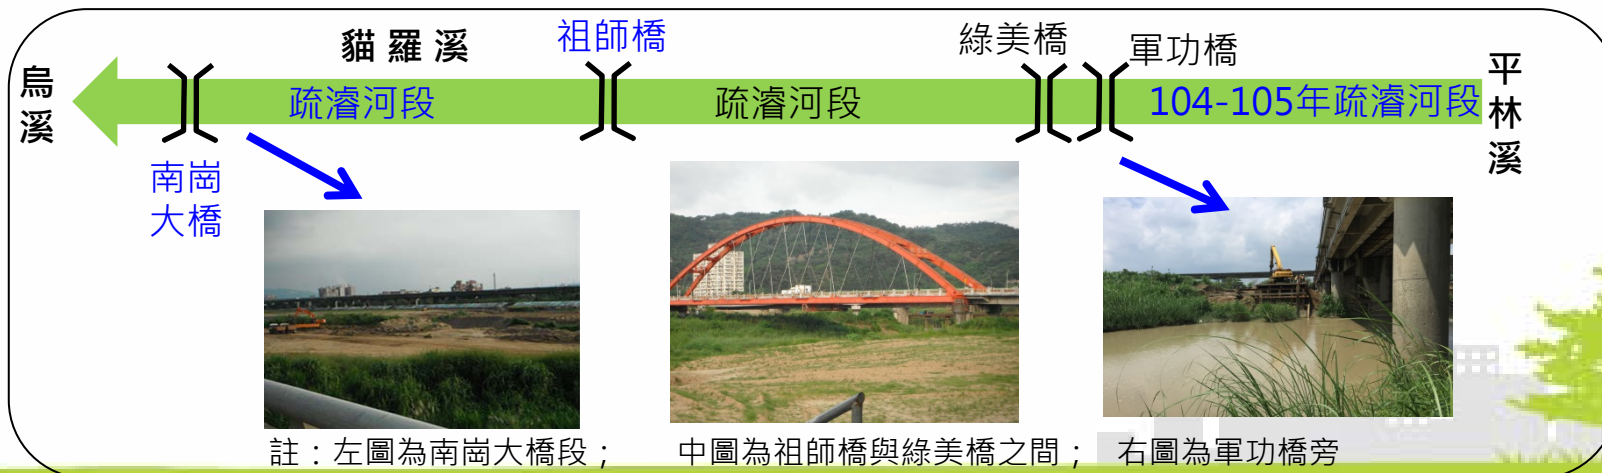 貓 羅 溪
祖師橋
綠美橋
軍功橋
烏溪
疏濬河段
疏濬河段
104-105年疏濬河段
平林溪
南崗
大橋
註：左圖為南崗大橋段；
中圖為祖師橋與綠美橋之間；
右圖為軍功橋旁